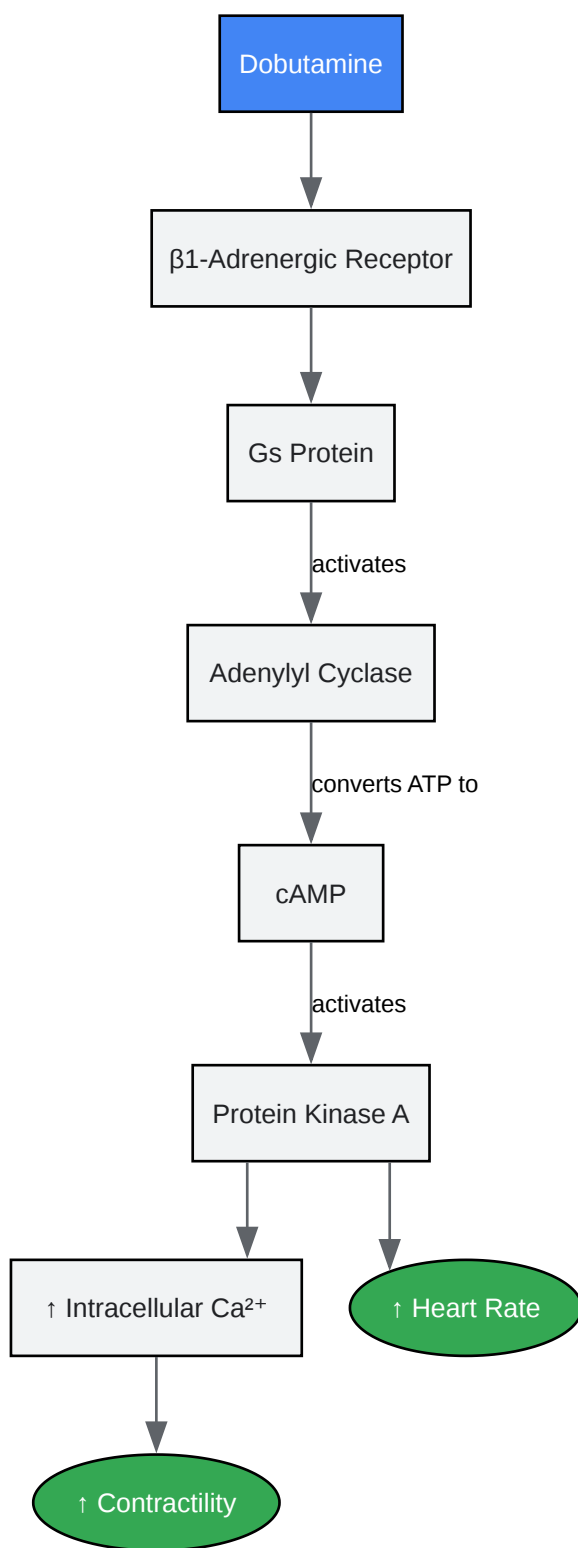 Dobutamine
β1-Adrenergic Receptor
Gs Protein
activates
Adenylyl Cyclase
converts ATP to
cAMP
activates
Protein Kinase A
↑ Intracellular Ca²⁺
↑ Heart Rate
↑ Contractility